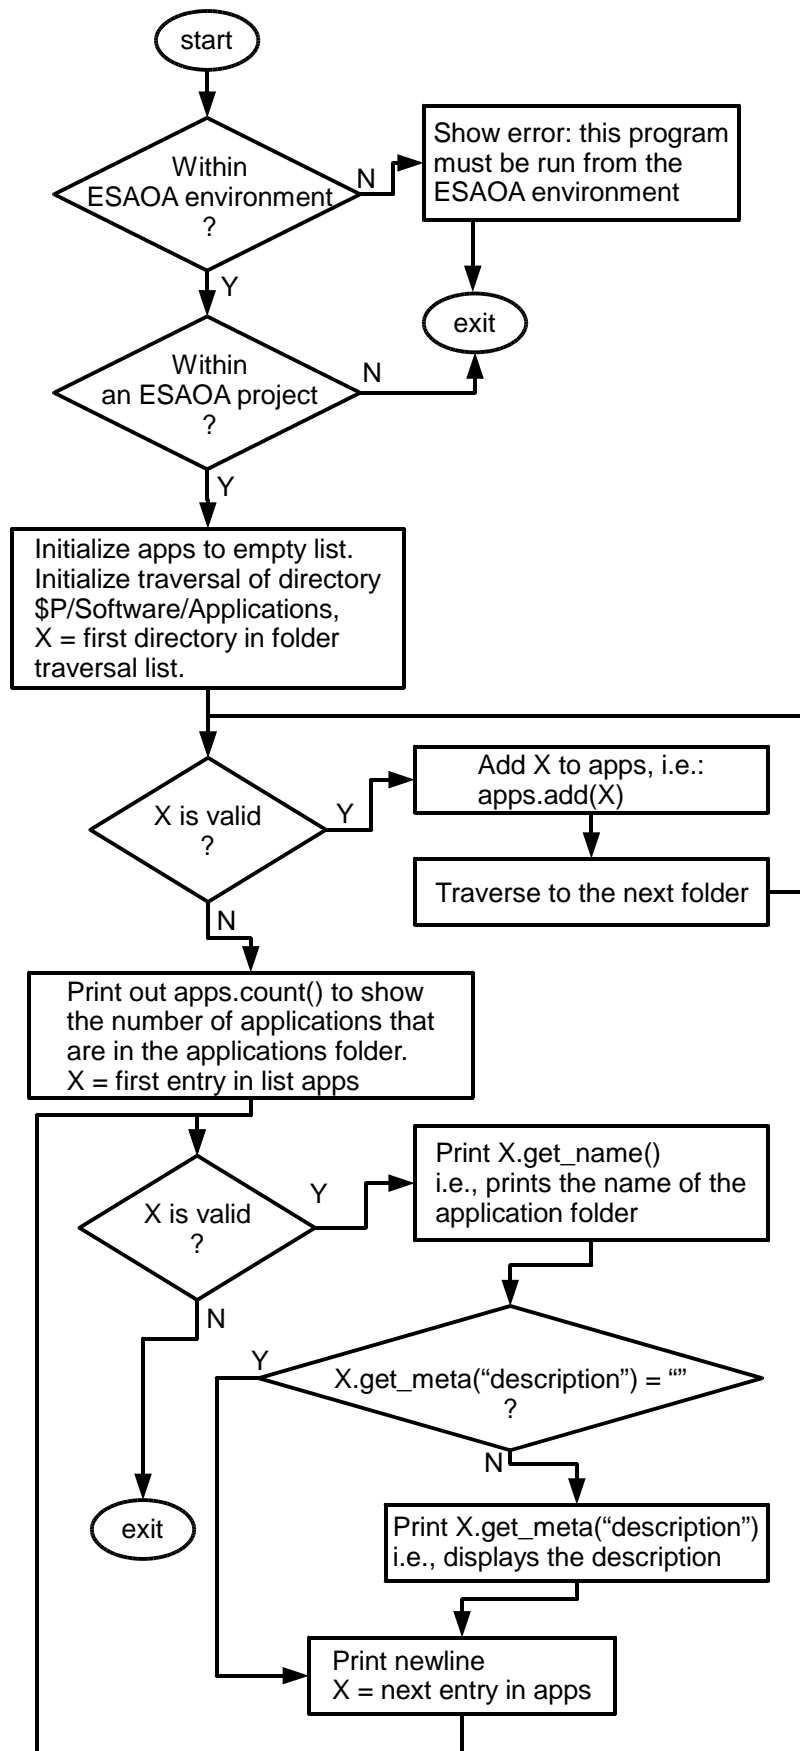 start
Within
ESAOA environment
?
N
Show error: this program
must be run from the
ESAOA environment
Y
exit
Within
an ESAOA project
?
N
Y
Initialize apps to empty list.
Initialize traversal of directory
$P/Software/Applications,
X = first directory in folder
traversal list.
X is valid
?
Y
Add X to apps, i.e.:
apps.add(X)
Traverse to the next folder
N
Print out apps.count() to show
the number of applications that
are in the applications folder.
X = first entry in list apps
X is valid
?
Y
Print X.get_name()
i.e., prints the name of the
application folder
N
Y
X.get_meta(“description”) = “”
?
N
exit
Print X.get_meta(“description”)
i.e., displays the description
Print newline
X = next entry in apps